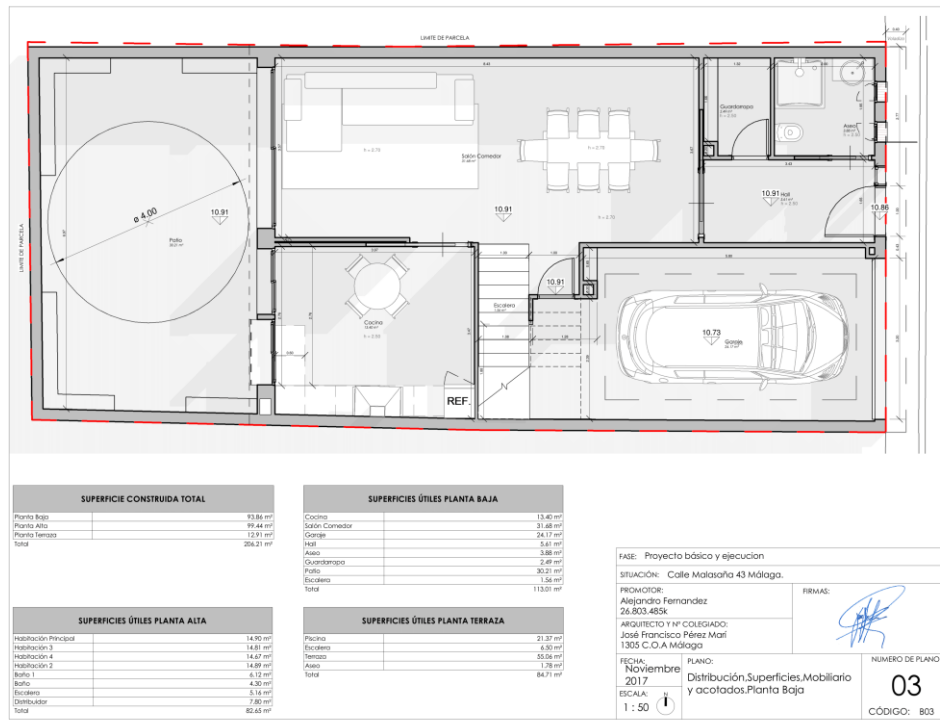 LIMITE DE PARCELA
LIMITE DE PARCELA
8.43
ø 4.00
10.91
Patio
Salón Comedor
h = 2.70
h = 2.70
h = 2.70
10.91
Guardarropa
Aseo
10.91 Hall
10.86
Cocina
REF.
Escalera
N
10.91
10.73
Garaje
SUPERFICIE CONSTRUIDA TOTAL
Planta Baja 93.86 m²
Planta Alta 99.44 m²
Planta Terraza 12.91 m²
Total 206.21 m²
SUPERFICIES ÚTILES PLANTA BAJA
Cocina 13.40 m²
Salón Comedor 31.68 m²
Garaje 24.17 m²
Hall 5.61 m²
Aseo 3.88 m²
Guardarropa 2.49 m²
Patio 30.21 m²
Escalera 1.56 m²
Total 113.01 m²
SUPERFICIES ÚTILES PLANTA ALTA
Habitación Principal 14.90 m²
Habitación 3 14.81 m²
Habitación 4 14.67 m²
Habitación 2 14.89 m²
Baño 1 6.12 m²
Baño 4.30 m²
Escalera 5.16 m²
Distribuidor 7.80 m²
Total 82.65 m²
SUPERFICIES ÚTILES PLANTA TERRAZA
Piscina 21.37 m²
Escalera 6.50 m²
Terraza 55.06 m²
Aseo 1.78 m²
Total 84.71 m²
FASE: Proyecto básico y ejecucion
SITUACIÓN: Calle Malasaña 43 Málaga.
PROMOTOR:
Alejandro Fernandez
26.803.485k
FIRMAS:
ARQUITECTO Y Nº COLEGIADO:
José Francisco Pérez Marí
1305 C.O.A Málaga
FECHA:
Noviembre
2017
ESCALA:
1 : 50
N
PLANO:
Distribución,Superficies,Mobiliario
y acotados.Planta Baja
NUMERO DE PLANO
03
CÓDIGO: B03